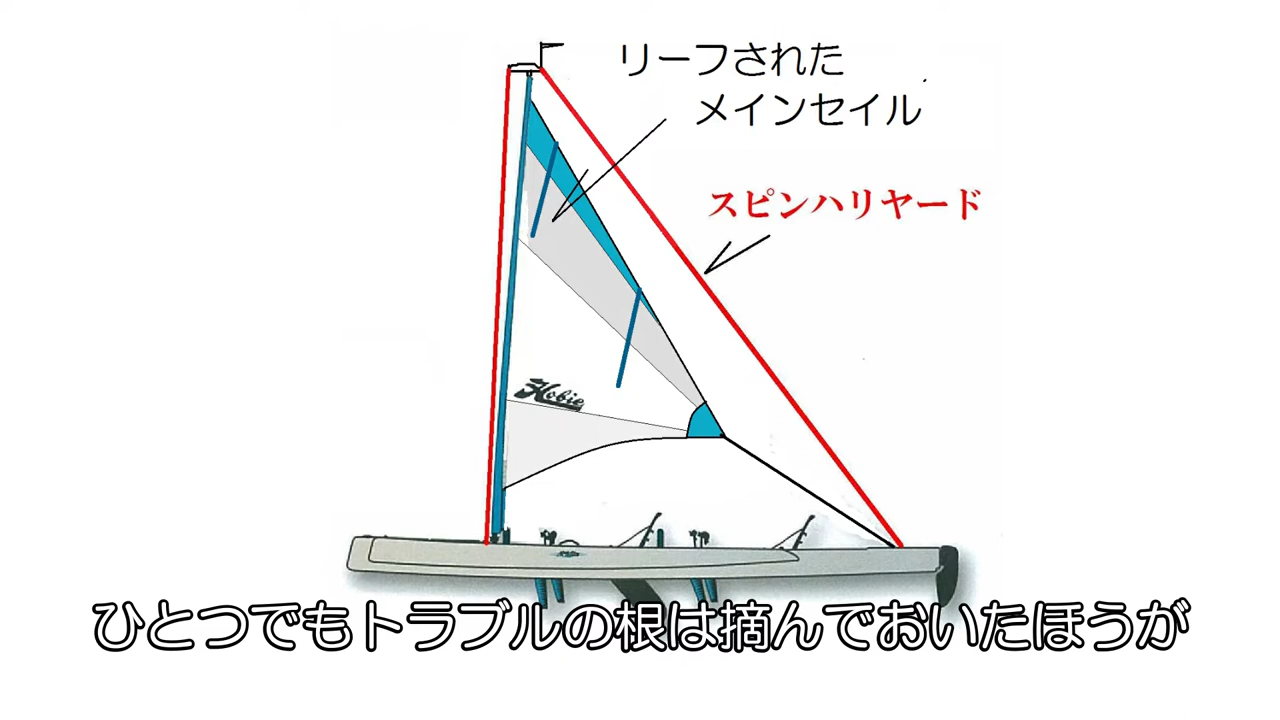 リーフされた
メインセイル
スピンハリヤード
Hobie
ひとつでもトラブルの根は摘んでおいたほうが